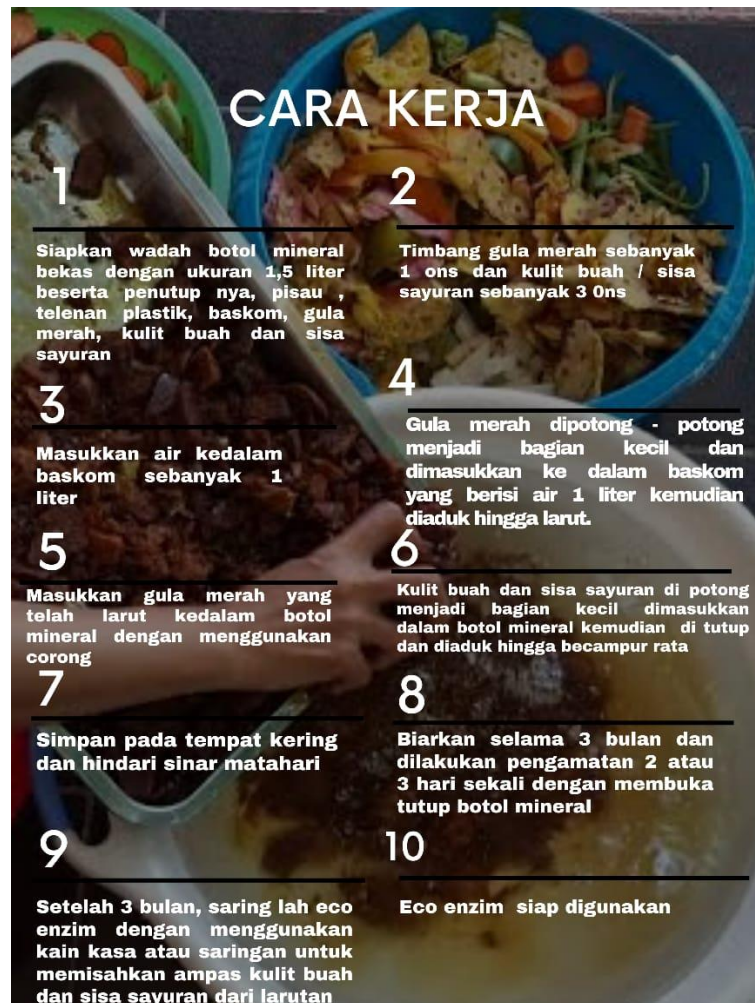 CARA KERJA
1
Siapkan wadah botol mineral
bekas dengan ukuran 1,5 liter
beserta penutup nya, pisau ,
telenan plastik, baskom, gula
merah, kulit buah dan sisa
sayuran
2
Timbang gula merah sebanyak
1 ons dan kulit buah / sisa
sayuran sebanyak 3 0ns
3
Masukkan air kedalam
baskom sebanyak 1
liter
4
Gula merah dipotong - potong
menjadi bagian kecil dan
dimasukkan ke dalam baskom
yang berisi air 1 liter kemudian
diaduk hingga larut.
5
Masukkan gula merah yang
telah larut kedalam botol
mineral dengan menggunakan
corong
6
Kulit buah dan sisa sayuran di potong
menjadi bagian kecil dimasukkan
dalam botol mineral kemudian di tutup
dan diaduk hingga becampur rata
7
Simpan pada tempat kering
dan hindari sinar matahari
8
Biarkan selama 3 bulan dan
dilakukan pengamatan 2 atau
3 hari sekali dengan membuka
tutup botol mineral
9
Setelah 3 bulan, saring lah eco
enzim dengan menggunakan
kain kasa atau saringan untuk
memisahkan ampas kulit buah
dan sisa sayuran dari larutan
10
Eco enzim siap digunakan